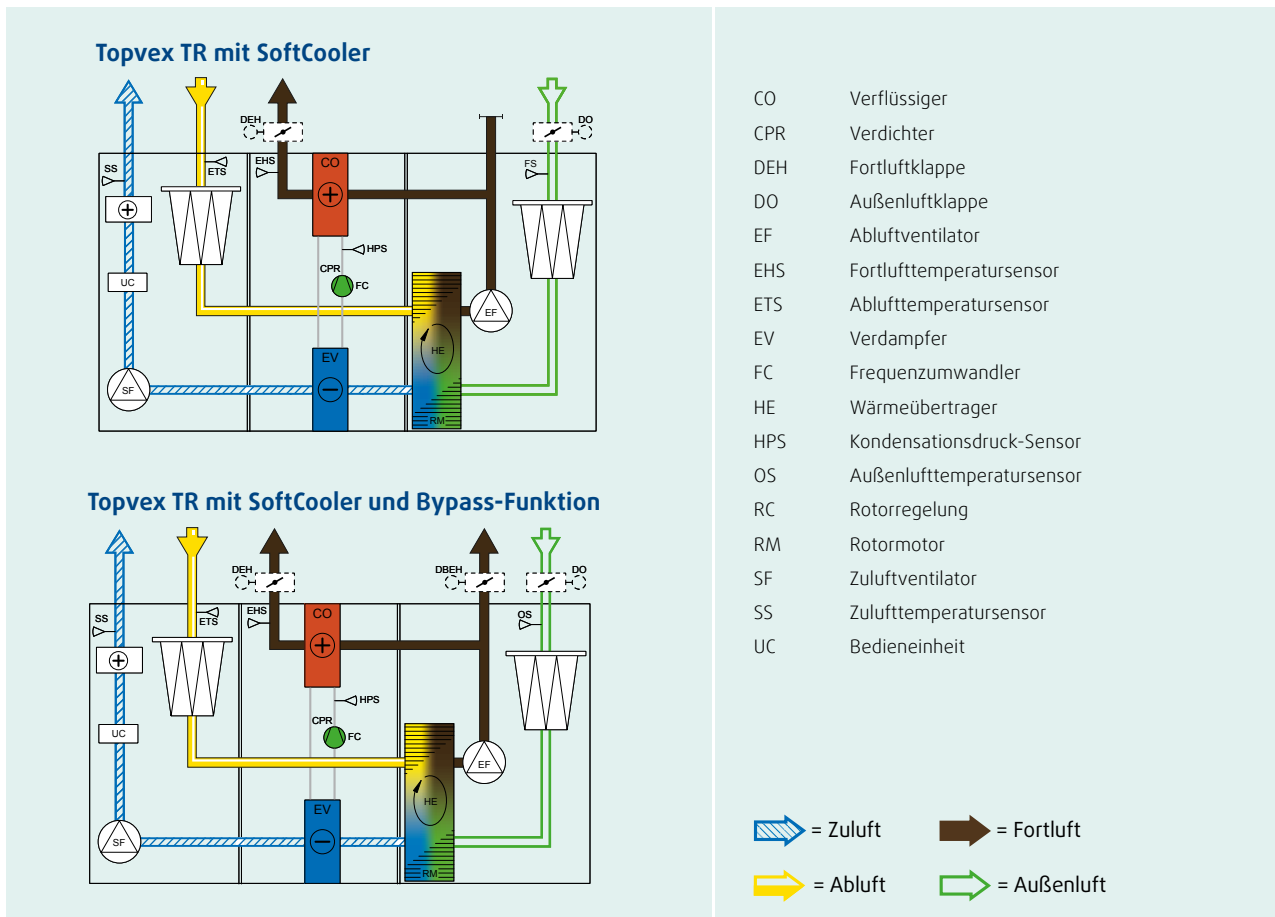 Topvex TR mit SoftCooler
DEH
DO
SS
ETS
EHS
CO
FS
HPS
UC
CPR
FC
EF
HE
EV
SF
RM
Topvex TR mit SoftCooler und Bypass-Funktion
DEH
DBEH
DO
SS
ETS
EHS
CO
OS
HPS
UC
CPR
FC
EF
HE
EV
SF
RM
CO Verflüssiger
CPR Verdichter
DEH Fortluftklappe
DO Außenluftklappe
EF Abluftventilator
EHS Fortlufttemperatursensor
ETS Ablufttemperatursensor
EV Verdampfer
FC Frequenzumwandler
HE Wärmeübertrager
HPS Kondensationsdruck-Sensor
OS Außenlufttemperatursensor
RC Rotorregelung
RM Rotormotor
SF Zuluftventilator
SS Zulufttemperatursensor
UC Bedieneinheit
= Zuluft = Fortluft
= Abluft = Außenluft